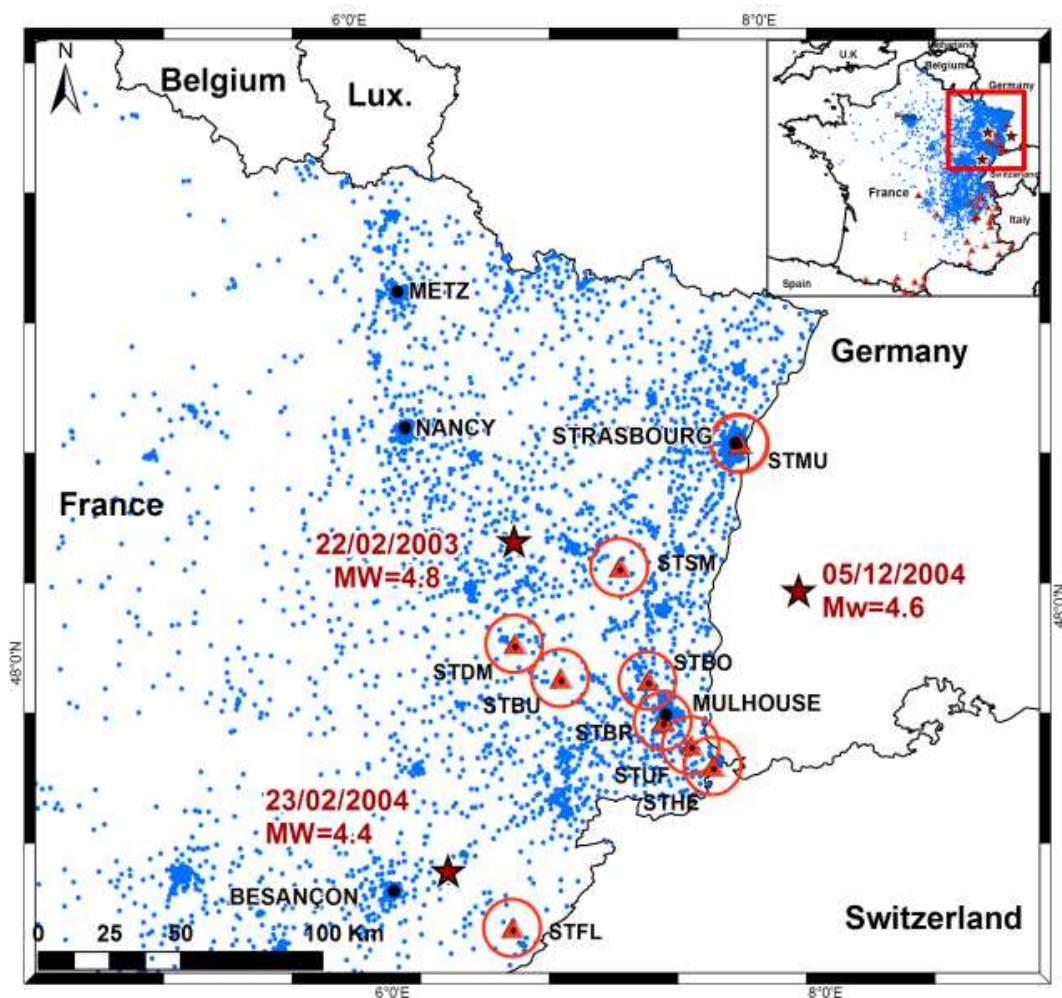 6°0'E
8°0'E
N
Belgium
Lux.
U.K
Netherlands
Belgium
Germany
Paris
France
Switzerland
Italy
Spain
METZ
Germany
NANCY
STRASBOURG
STMU
France
22/02/2003
MW=4.8
STSM
05/12/2004
Mw=4.6
48°0'N
48°0'N
STDM
STBU
STBO
MULHOUSE
STBR
STUF
STHE
23/02/2004
MW=4.4
BESANCON
STFL
Switzerland
0 25 50 100 Km
6°0'E
8°0'E